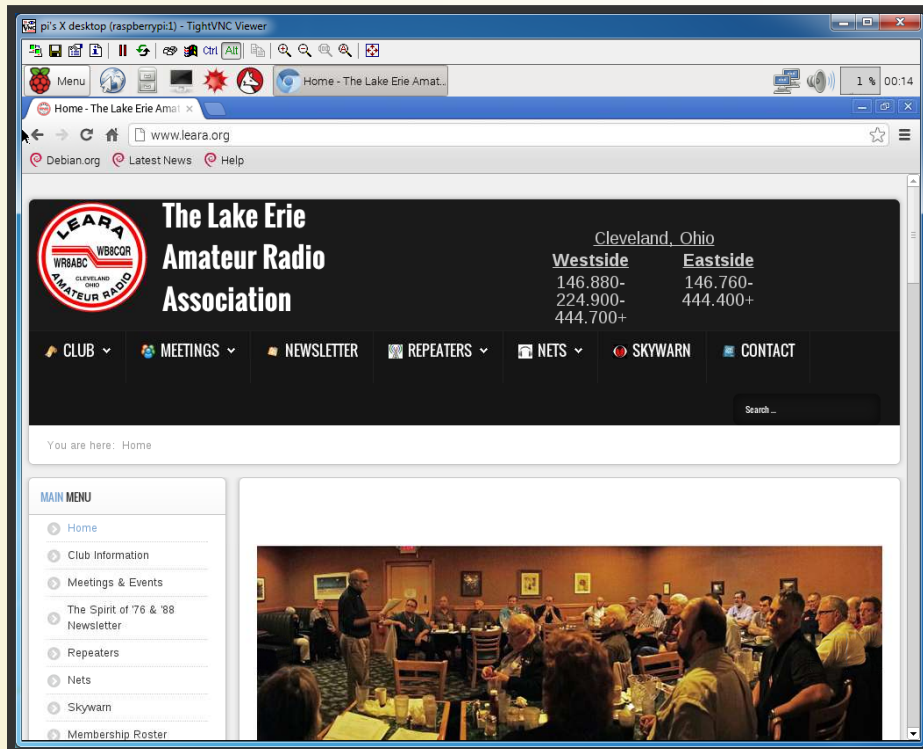 pi's X desktop (raspberrypi:1) - TightVNC Viewer
Ctrl Alt
Menu Home - The Lake Erie Amat.. 1 % 00:14
Home - The Lake Erie Amat
www.leara.org
Debian.org Latest News Help
LEARA
WB8CQR
WR8ABC
CLEVELAND
OHIO
AMATEUR RADIO
The Lake Erie
Amateur Radio
Association
Cleveland, Ohio
Westside Eastside
146.880- 146.760-
224.900- 444.400+
444.700+
CLUB MEETINGS NEWSLETTER REPEATERS NETS SKYWARN CONTACT
Search ...
You are here: Home
MAIN MENU
Home
Club Information
Meetings & Events
The Spirit of '76 & '88
Newsletter
Repeaters
Nets
Skywarn
Membership Roster